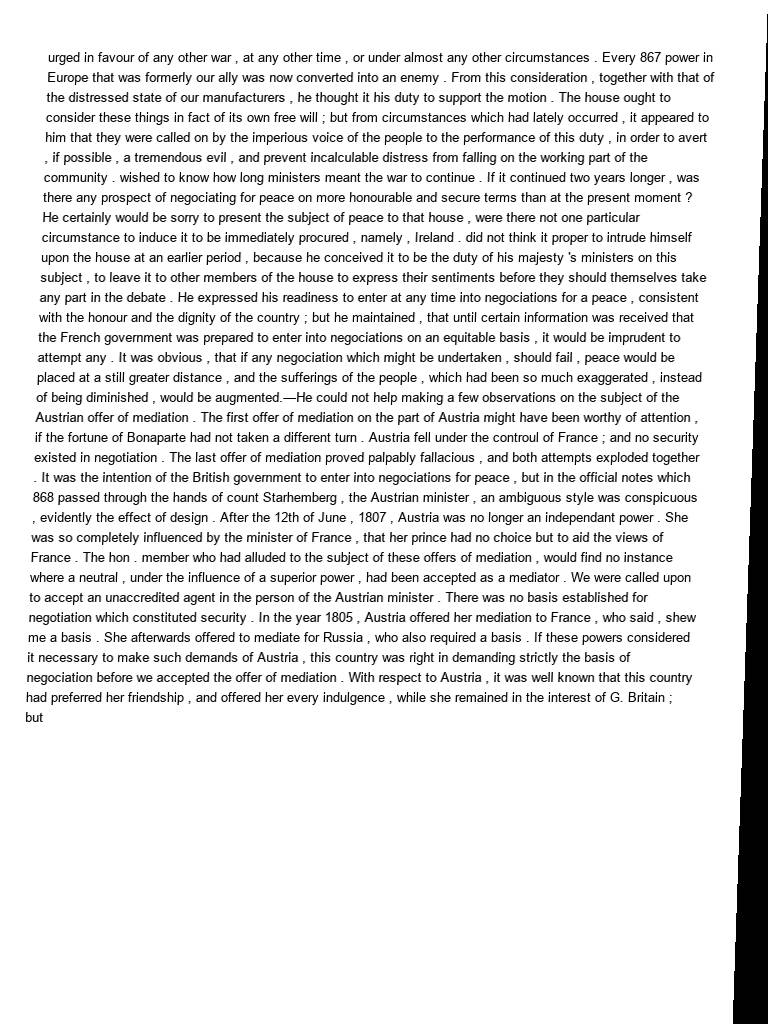 urged in favour of any other war , at any other time , or under almost any other circumstances . Every 867 power in
Europe that was formerly our ally was now converted into an enemy . From this consideration , together with that of
the distressed state of our manufacturers , he thought it his duty to support the motion . The house ought to
consider these things in fact of its own free will ; but from circumstances which had lately occurred , it appeared to
him that they were called on by the imperious voice of the people to the performance of this duty , in order to avert
, if possible , a tremendous evil , and prevent incalculable distress from falling on the working part of the
community . wished to know how long ministers meant the war to continue . If it continued two years longer , was
there any prospect of negociating for peace on more honourable and secure terms than at the present moment ?
He certainly would be sorry to present the subject of peace to that house , were there not one particular
circumstance to induce it to be immediately procured , namely , Ireland . did not think it proper to intrude himself
upon the house at an earlier period , because he conceived it to be the duty of his majesty 's ministers on this
subject , to leave it to other members of the house to express their sentiments before they should themselves take
any part in the debate . He expressed his readiness to enter at any time into negociations for a peace , consistent
with the honour and the dignity of the country ; but he maintained , that until certain information was received that
the French government was prepared to enter into negociations on an equitable basis , it would be imprudent to
attempt any . It was obvious , that if any negociation which might be undertaken , should fail , peace would be
placed at a still greater distance , and the sufferings of the people , which had been so much exaggerated , instead
of being diminished , would be augmented.—He could not help making a few observations on the subject of the
Austrian offer of mediation . The first offer of mediation on the part of Austria might have been worthy of attention ,
if the fortune of Bonaparte had not taken a different turn . Austria fell under the controul of France ; and no security
existed in negotiation . The last offer of mediation proved palpably fallacious , and both attempts exploded together
. It was the intention of the British government to enter into negociations for peace , but in the official notes which
868 passed through the hands of count Starhemberg , the Austrian minister , an ambiguous style was conspicuous
, evidently the effect of design . After the 12th of June , 1807 , Austria was no longer an independant power . She
was so completely influenced by the minister of France , that her prince had no choice but to aid the views of
France . The hon . member who had alluded to the subject of these offers of mediation , would find no instance
where a neutral , under the influence of a superior power , had been accepted as a mediator . We were called upon
to accept an unaccredited agent in the person of the Austrian minister . There was no basis established for
negotiation which constituted security . In the year 1805 , Austria offered her mediation to France , who said , shew
me a basis . She afterwards offered to mediate for Russia , who also required a basis . If these powers considered
it necessary to make such demands of Austria , this country was right in demanding strictly the basis of
negociation before we accepted the offer of mediation . With respect to Austria , it was well known that this country
had preferred her friendship , and offered her every indulgence , while she remained in the interest of G. Britain ;
but